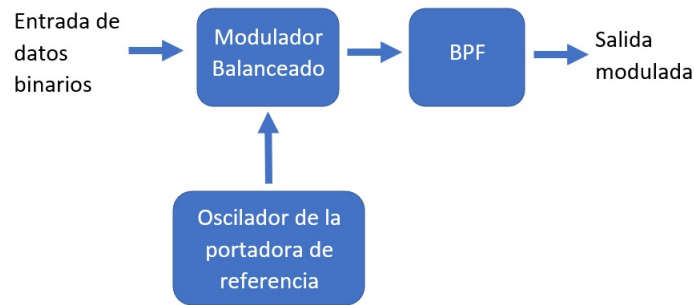 Entrada de
datos
binarios
Modulador
Balanceado
BPF
Salida
modulada
Oscilador de la
portadora de
referencia